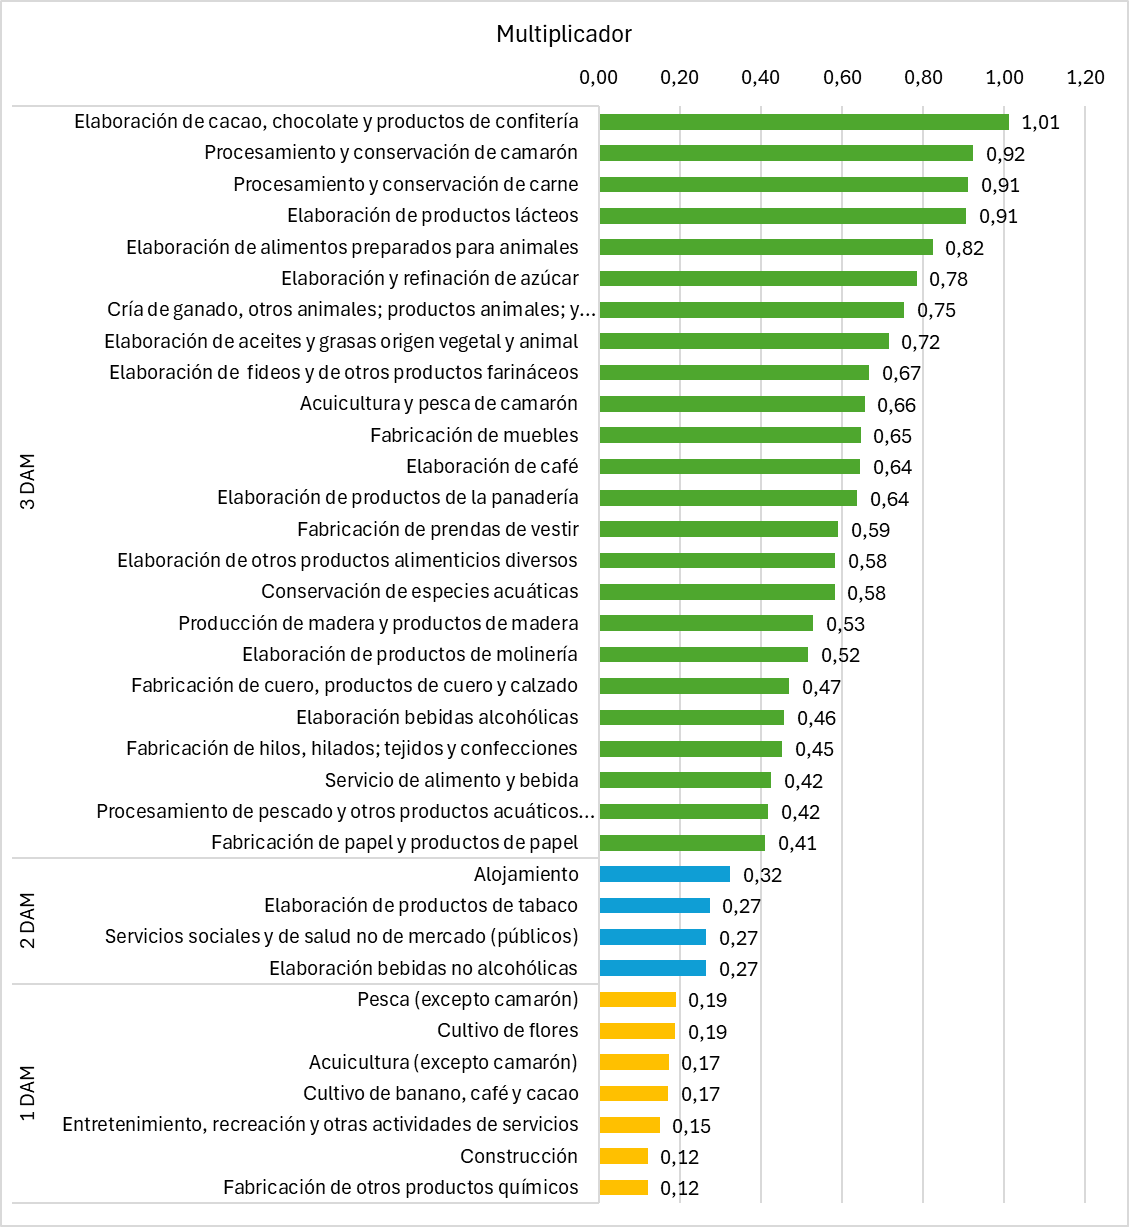 Multiplicador
0,00 0,20 0,40 0,60 0,80 1,00 1,20
3 DAM
Elaboración de cacao, chocolate y productos de confitería 1,01
Procesamiento y conservación de camarón 0,92
Procesamiento y conservación de carne 0,91
Elaboración de productos lácteos 0,91
Elaboración de alimentos preparados para animales 0,82
Elaboración y refinación de azúcar 0,78
Cría de ganado, otros animales; productos animales; y... 0,75
Elaboración de aceites y grasas origen vegetal y animal 0,72
Elaboración de  fideos y de otros productos farináceos 0,67
Acuicultura y pesca de camarón 0,66
Fabricación de muebles 0,65
Elaboración de café 0,64
Elaboración de productos de la panadería 0,64
Fabricación de prendas de vestir 0,59
Elaboración de otros productos alimenticios diversos 0,58
Conservación de especies acuáticas 0,58
Producción de madera y productos de madera 0,53
Elaboración de productos de molinería 0,52
Fabricación de cuero, productos de cuero y calzado 0,47
Elaboración bebidas alcohólicas 0,46
Fabricación de hilos, hilados; tejidos y confecciones 0,45
Servicio de alimento y bebida 0,42
Procesamiento de pescado y otros productos acuáticos... 0,42
Fabricación de papel y productos de papel 0,41
2 DAM
Alojamiento 0,32
Elaboración de productos de tabaco 0,27
Servicios sociales y de salud no de mercado (públicos) 0,27
Elaboración bebidas no alcohólicas 0,27
1 DAM
Pesca (excepto camarón) 0,19
Cultivo de flores 0,19
Acuicultura (excepto camarón) 0,17
Cultivo de banano, café y cacao 0,17
Entretenimiento, recreación y otras actividades de servicios 0,15
Construcción 0,12
Fabricación de otros productos químicos 0,12